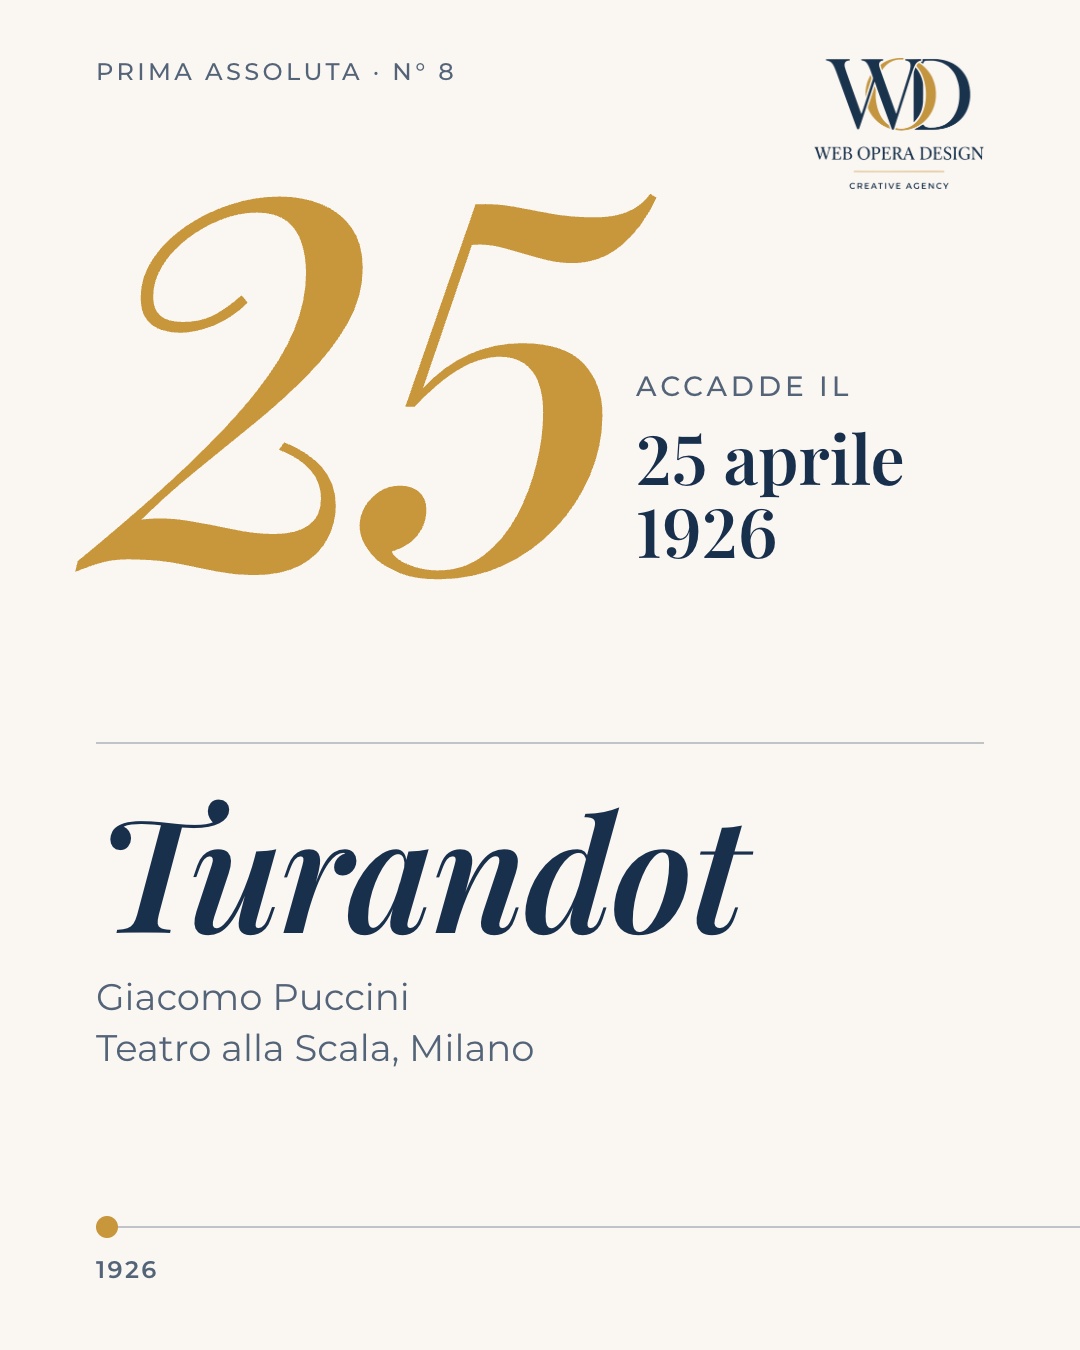 PRIMA ASSOLUTA · N° 8
WOD
WEB OPERA DESIGN
CREATIVE AGENCY
25
ACCADDE IL
25 aprile
1926
Turandot
Giacomo Puccini
Teatro alla Scala, Milano
1926